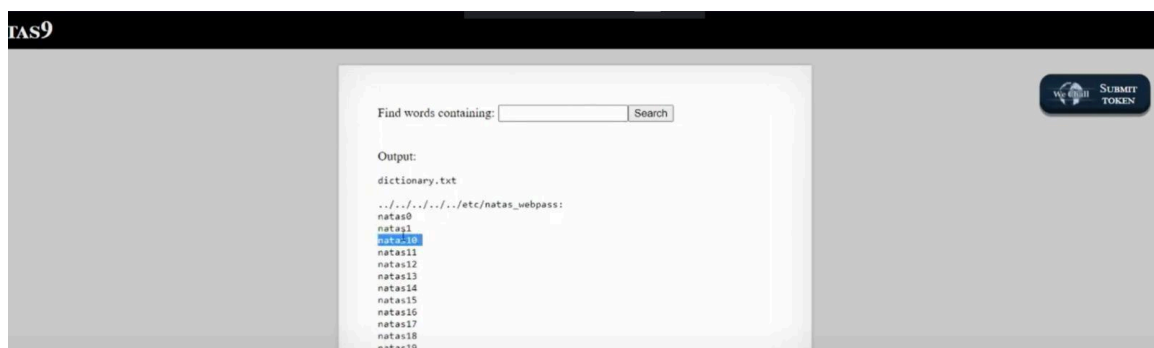 TAS9
We Chall SUBMIT
TOKEN
Find words containing: Search
Output:
dictionary.txt
../../../../../etc/natas_webpass:
natas0
natas1
natas10
natas11
natas12
natas13
natas14
natas15
natas16
natas17
natas18
natas19